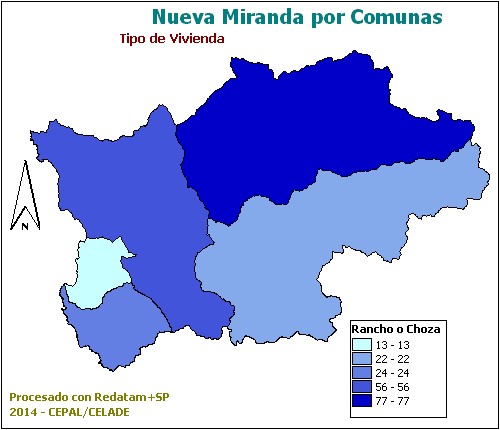 Nueva Miranda por Comunas
Tipo de Vivienda
N
Rancho o Choza
13 - 13
22 - 22
24 - 24
56 - 56
77 - 77
Procesado con Redatam+SP
2014 - CEPAL/CELADE